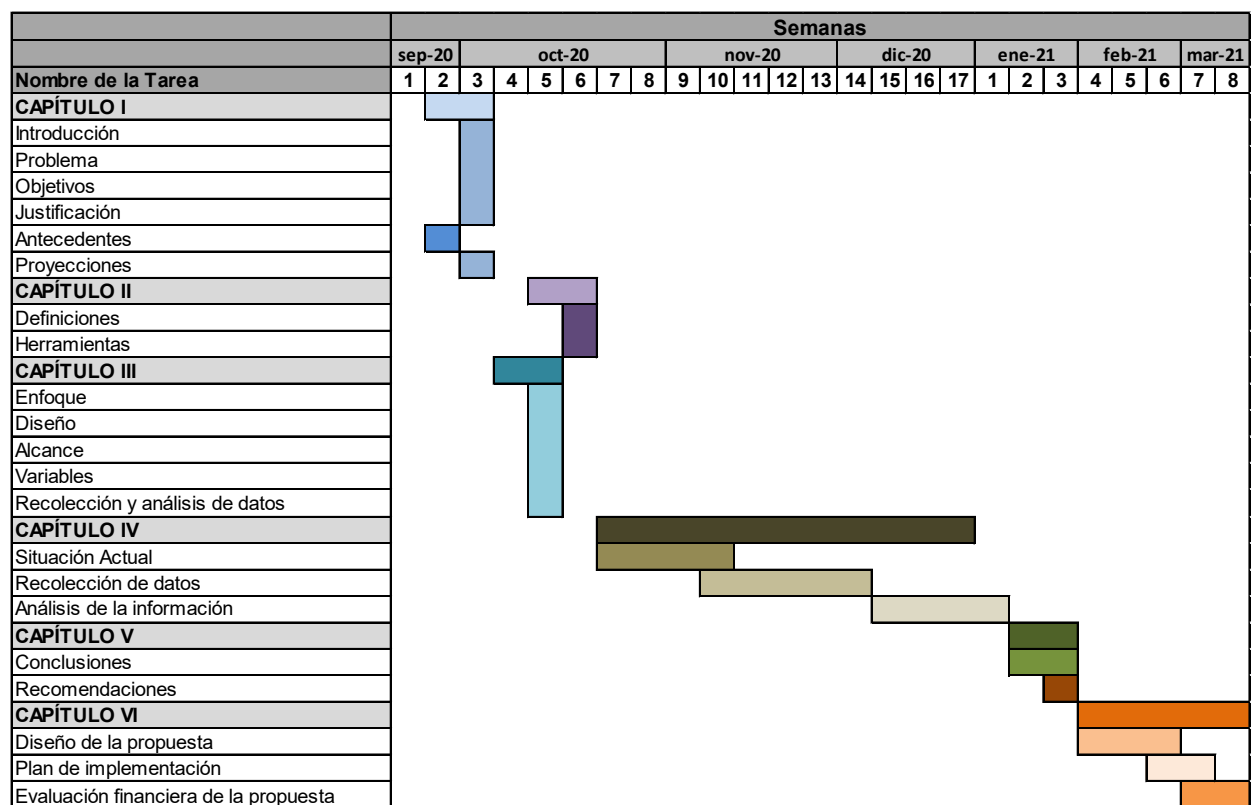 Semanas
sep-20 oct-20 nov-20 dic-20 ene-21 feb-21 mar-21
Nombre de la Tarea 1 2 3 4 5 6 7 8 9 10 11 12 13 14 15 16 17 1 2 3 4 5 6 7 8
CAPÍTULO I
Introducción
Problema
Objetivos
Justificación
Antecedentes
Proyecciones
CAPÍTULO II
Definiciones
Herramientas
CAPÍTULO III
Enfoque
Diseño
Alcance
Variables
Recolección y análisis de datos
CAPÍTULO IV
Situación Actual
Recolección de datos
Análisis de la información
CAPÍTULO V
Conclusiones
Recomendaciones
CAPÍTULO VI
Diseño de la propuesta
Plan de implementación
Evaluación financiera de la propuesta